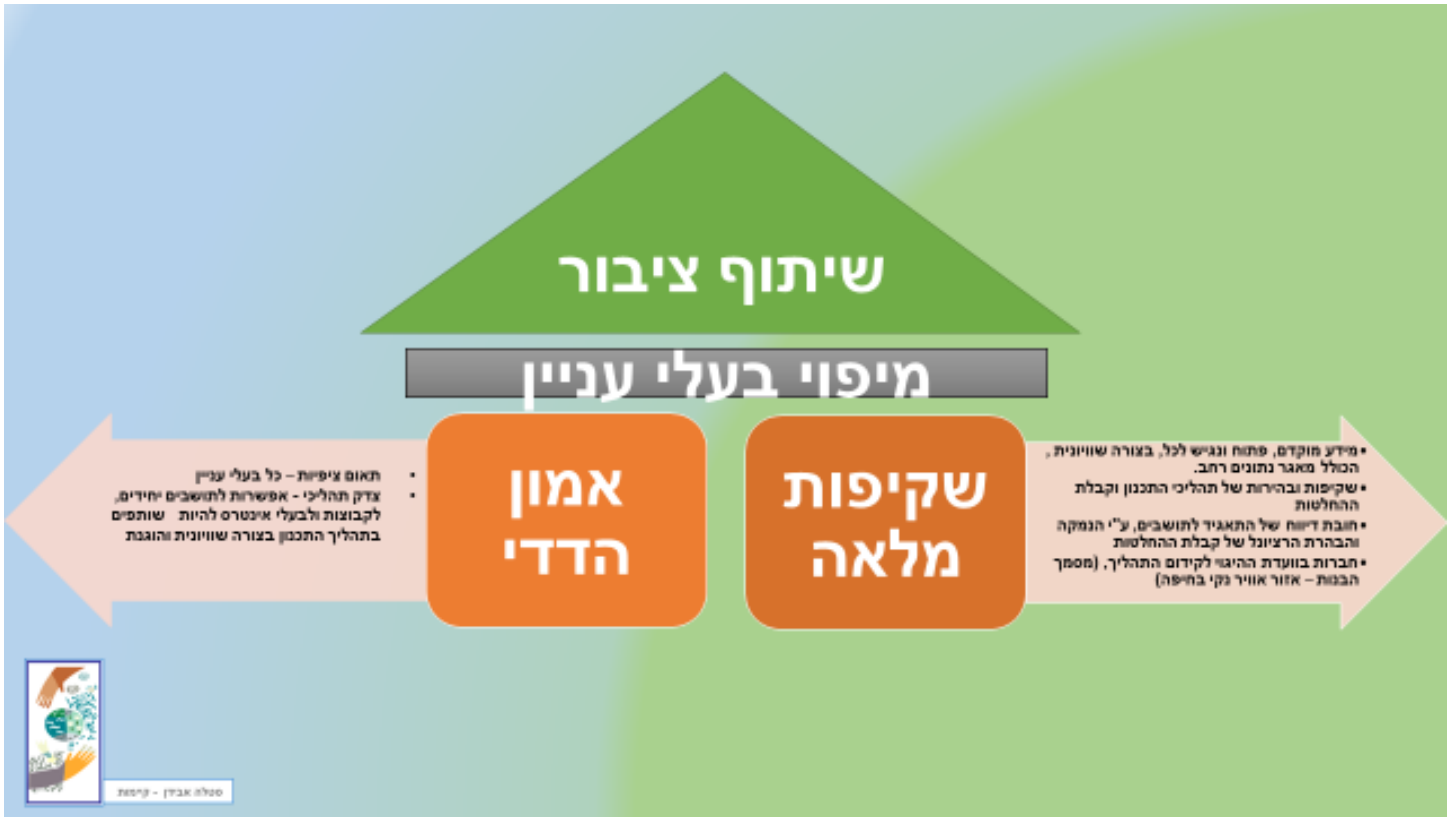 שיתוף ציבור
מיפוי בעלי עניין
שקיפות
מלאה
•מידע מוקדם, פתוח ונגיש לכל, בצורה שוויונית,
הכולל מאגר נתונים רחב.
•שקיפות ובהירות של תהליכי התכנון וקבלת
ההחלטות
•חובת דיווח של התאגיד לתושבים, ע"י הנמקה
והבהרת הרציונל של קבלת ההחלטות
•חברות בוועדת ההיגוי לקידום התהליך, (מסמך
הבנות – אזור אוויר נקי בחיפה)
אמון
הדדי
• תאום ציפיות – כל בעלי עניין
• צדק תהליכי - אפשרות לתושבים יחידים,
לקבוצות ולבעלי אינטרס להיות שותפים
בתהליך התכנון בצורה שוויונית והוגנת
סטלה אבידן - קיימות